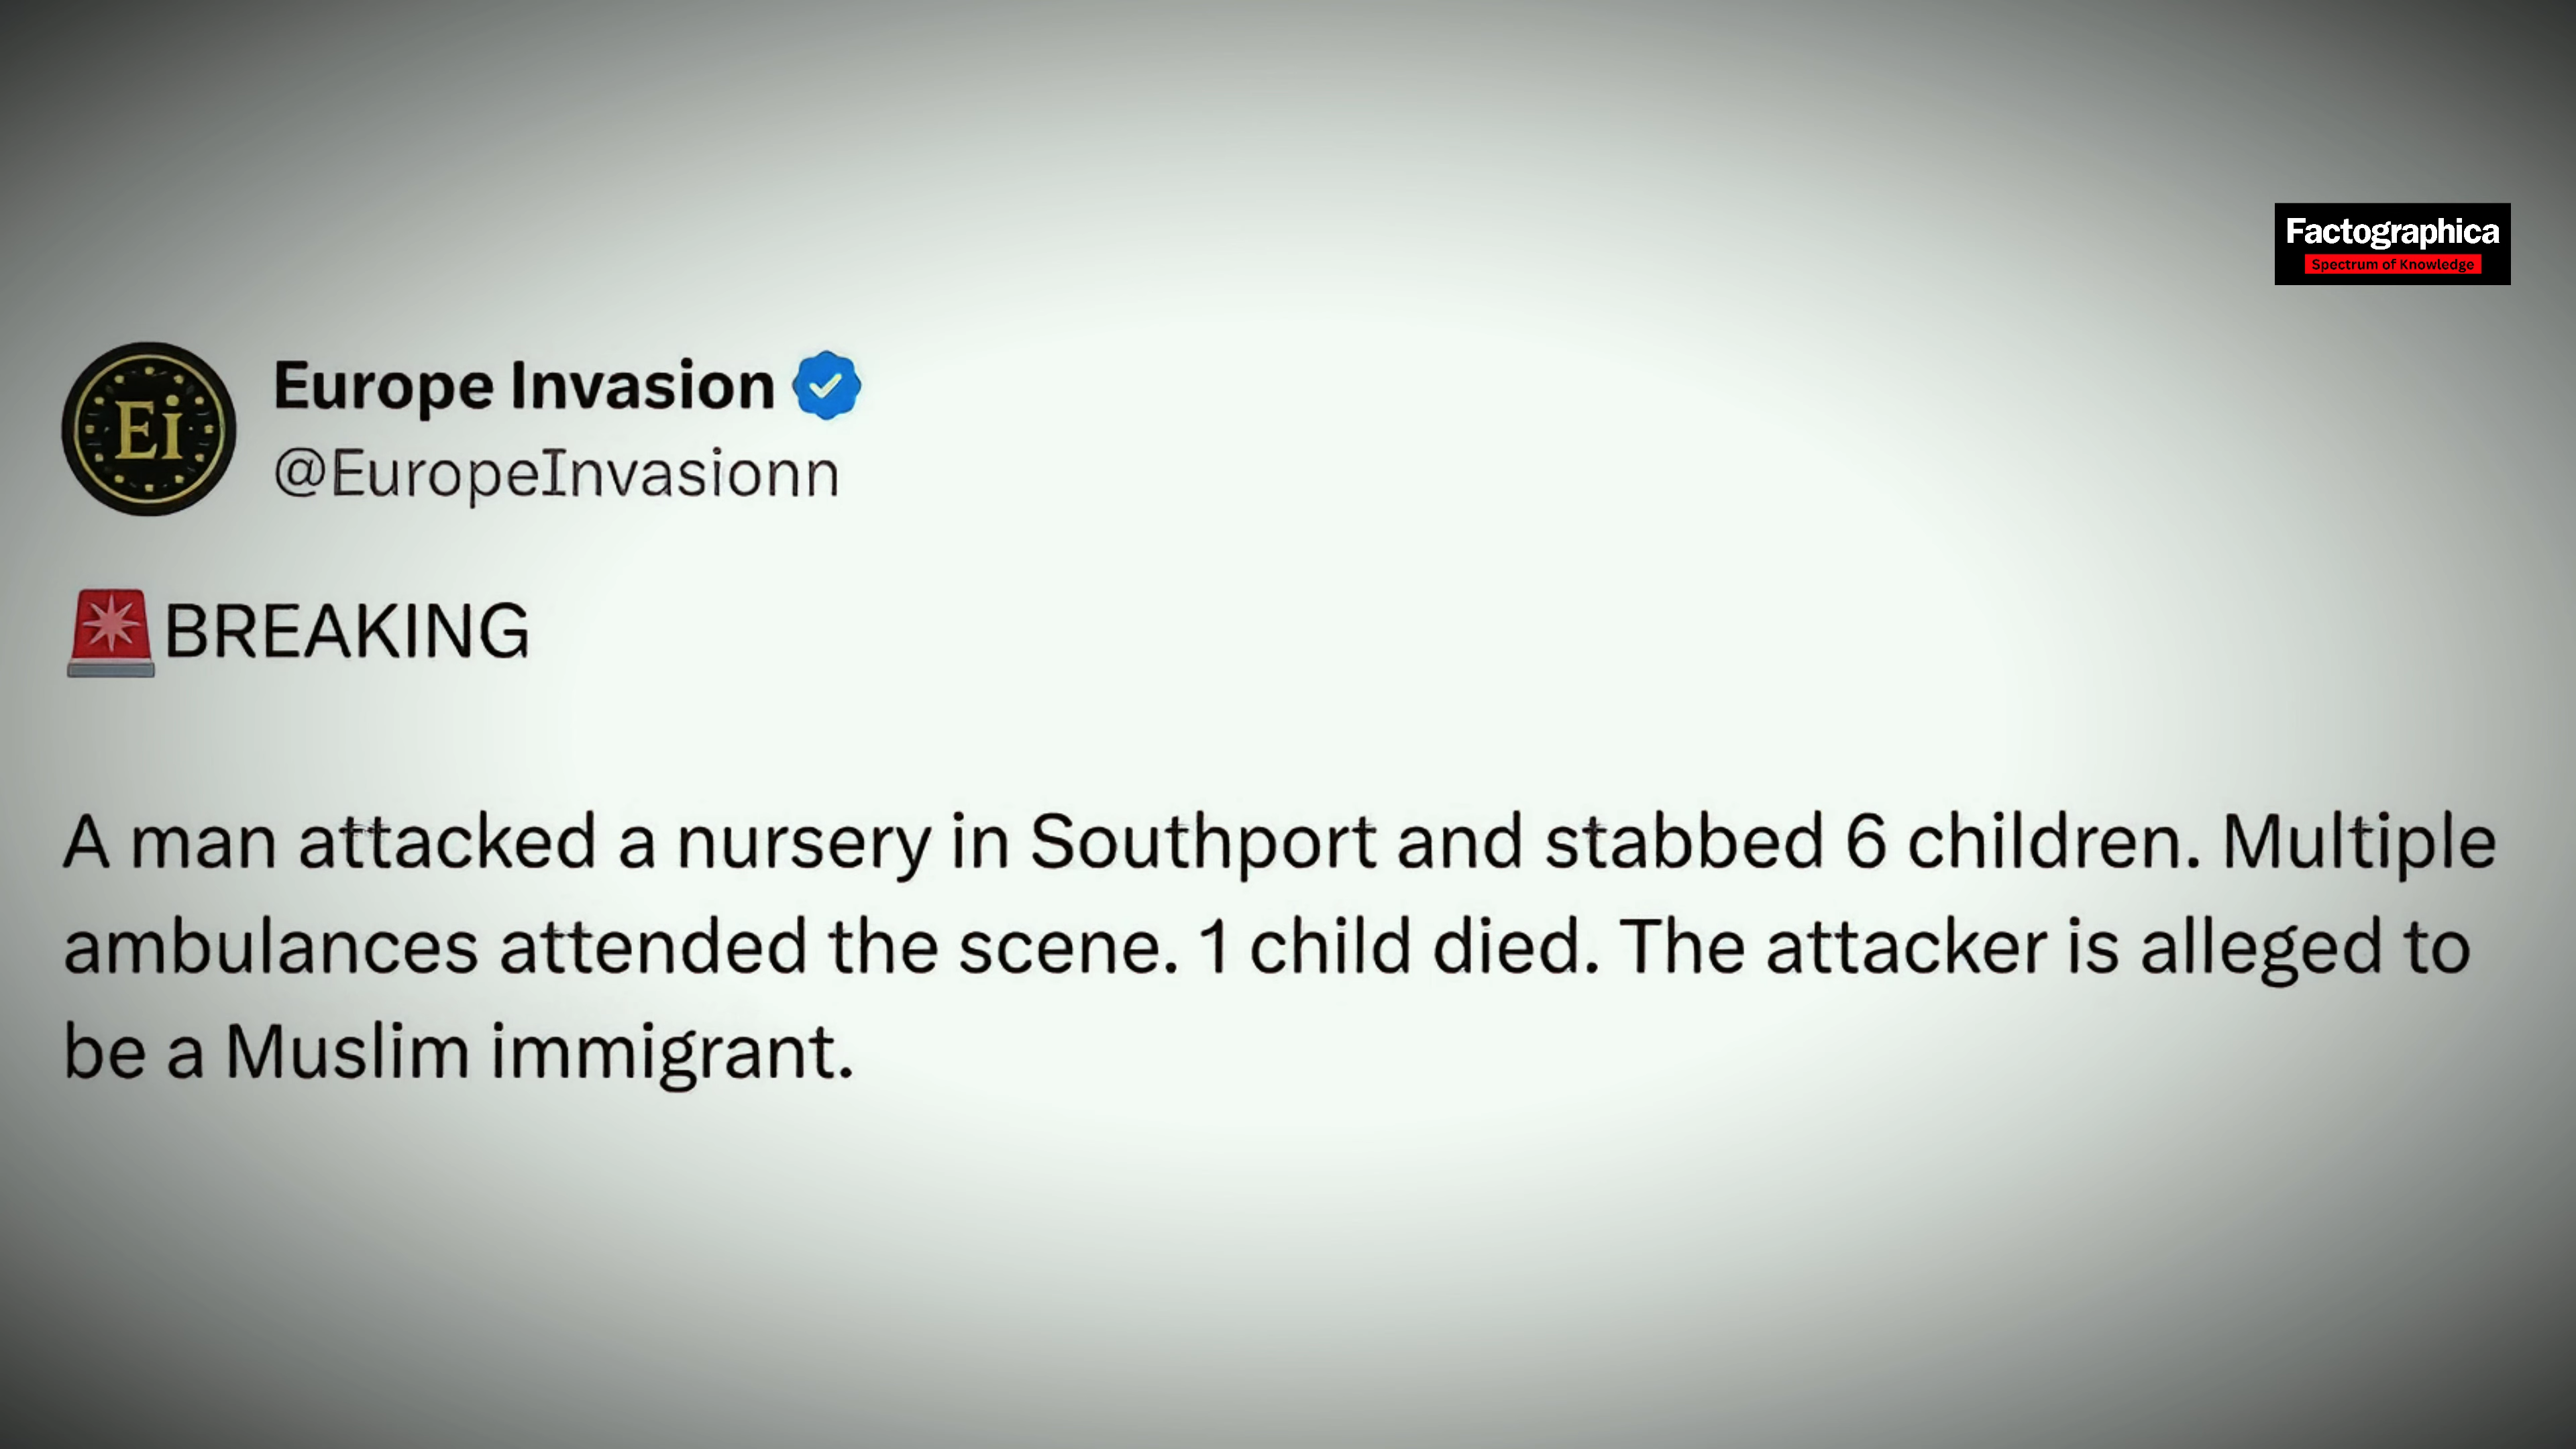 Factographica
Spectrum of Knowledge
Ei
Europe Invasion
@EuropeInvasionn
🚨BREAKING
A man attacked a nursery in Southport and stabbed 6 children. Multiple
ambulances attended the scene. 1 child died. The attacker is alleged to
be a Muslim immigrant.